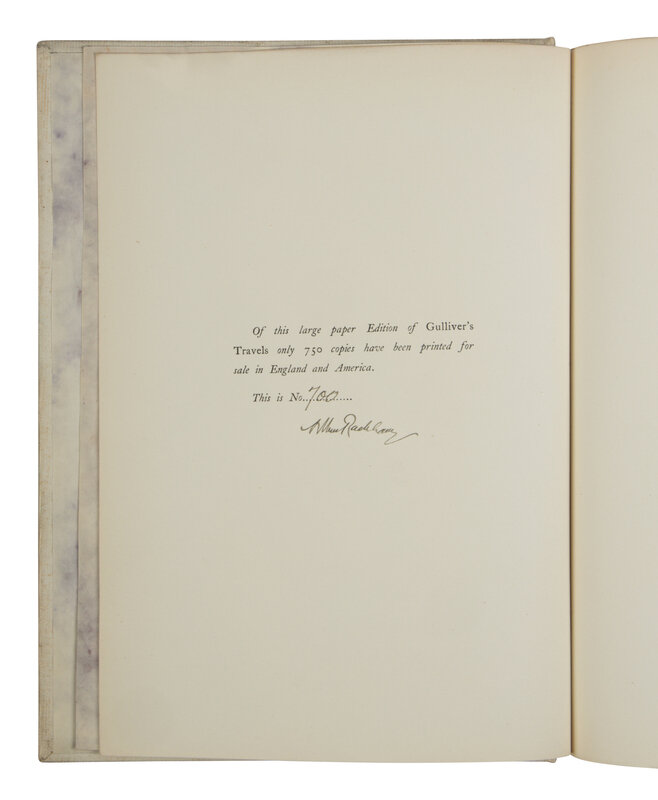 Of this large paper Edition of Gulliver's
Travels only 750 copies have been printed for
sale in England and America.
This is No..700.....
Arthur Rackham